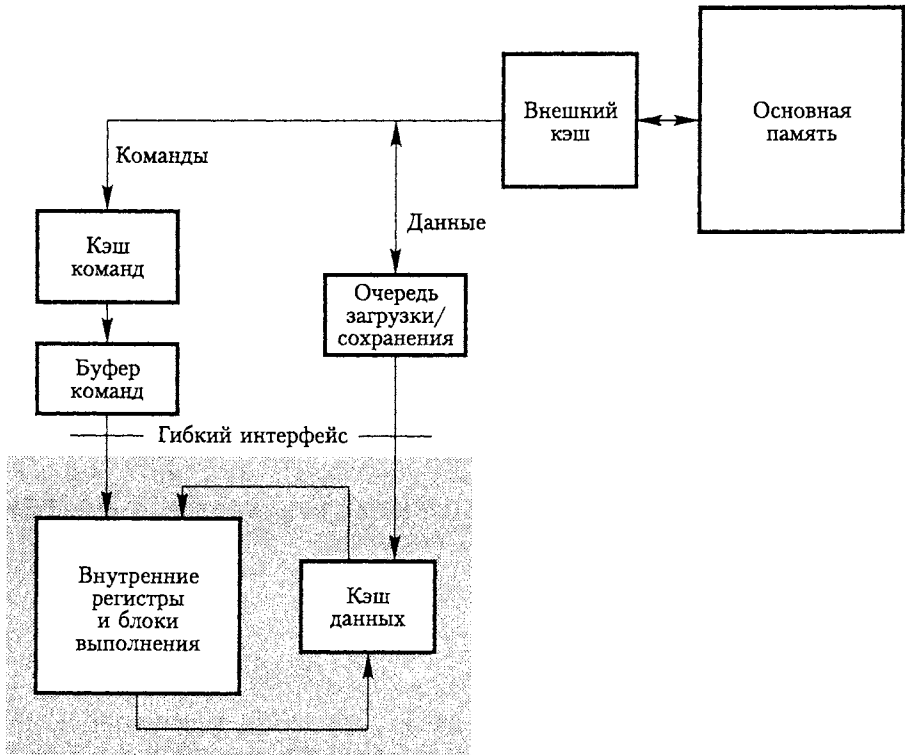 Внешний
кэш
Основная
память
Команды
Данные
Кэш
команд
Очередь
загрузки/
сохранения
Буфер
команд
Гибкий интерфейс
Внутренние
регистры
и блоки
выполнения
Кэш
данных